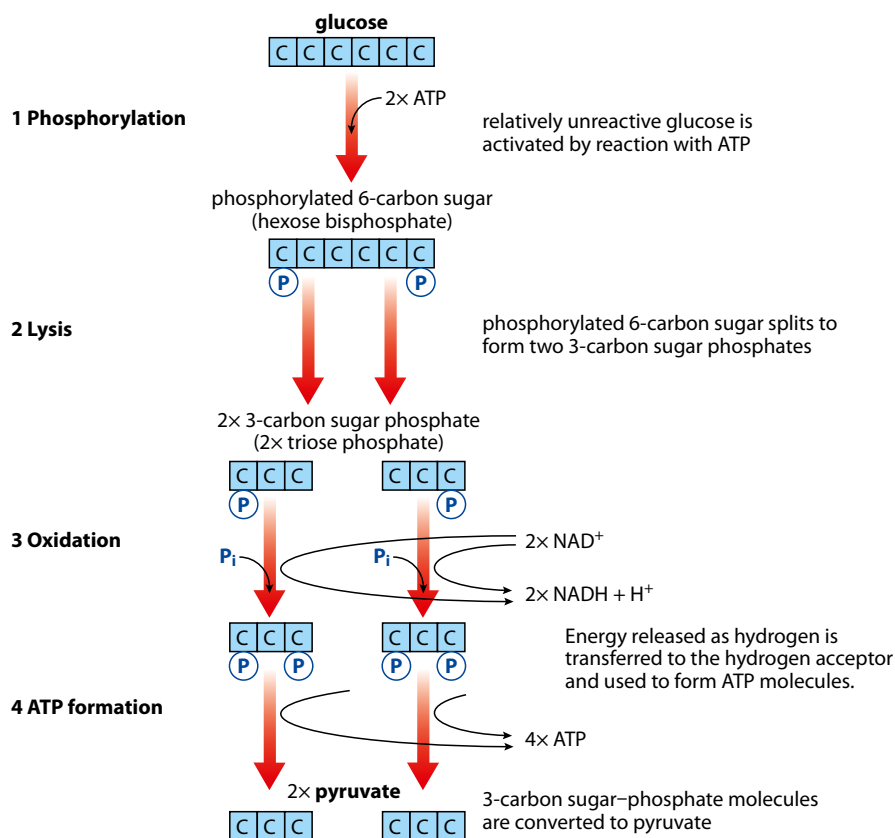 glucose
C C C C C C
2× ATP
1 Phosphorylation
relatively unreactive glucose is
activated by reaction with ATP
phosphorylated 6-carbon sugar
(hexose bisphosphate)
C C C C C C
P P
2 Lysis
phosphorylated 6-carbon sugar splits to
form two 3-carbon sugar phosphates
2× 3-carbon sugar phosphate
(2× triose phosphate)
C C C C C C
P P
3 Oxidation
2× NAD+
Pi Pi
2× NADH + H+
C C C C C C
P P P P
Energy released as hydrogen is
transferred to the hydrogen acceptor
and used to form ATP molecules.
4 ATP formation
4× ATP
2× pyruvate
3-carbon sugar–phosphate molecules
are converted to pyruvate
C C C C C C